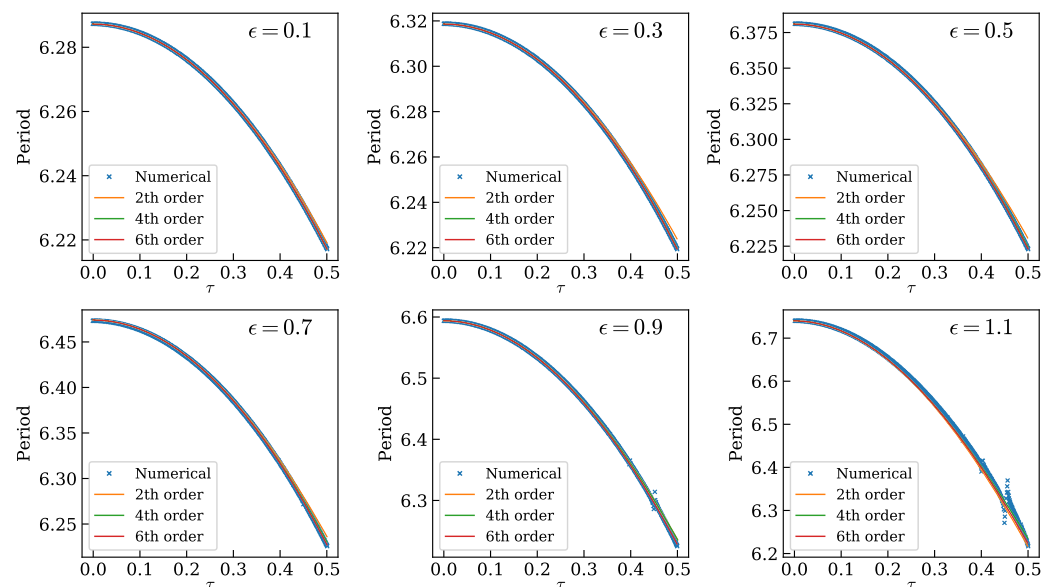 ϵ = 0.1
Period
6.28
6.26
6.24
6.22
Numerical
2th order
4th order
6th order
0.0 0.1 0.2 0.3 0.4 0.5
τ
ϵ = 0.3
Period
6.32
6.30
6.28
6.26
6.24
6.22
Numerical
2th order
4th order
6th order
0.0 0.1 0.2 0.3 0.4 0.5
τ
ϵ = 0.5
Period
6.375
6.350
6.325
6.300
6.275
6.250
6.225
Numerical
2th order
4th order
6th order
0.0 0.1 0.2 0.3 0.4 0.5
τ
ϵ = 0.7
Period
6.45
6.40
6.35
6.30
6.25
Numerical
2th order
4th order
6th order
0.0 0.1 0.2 0.3 0.4 0.5
τ
ϵ = 0.9
Period
6.6
6.5
6.4
6.3
Numerical
2th order
4th order
6th order
0.0 0.1 0.2 0.3 0.4 0.5
τ
ϵ = 1.1
Period
6.7
6.6
6.5
6.4
6.3
6.2
Numerical
2th order
4th order
6th order
0.0 0.1 0.2 0.3 0.4 0.5
τ